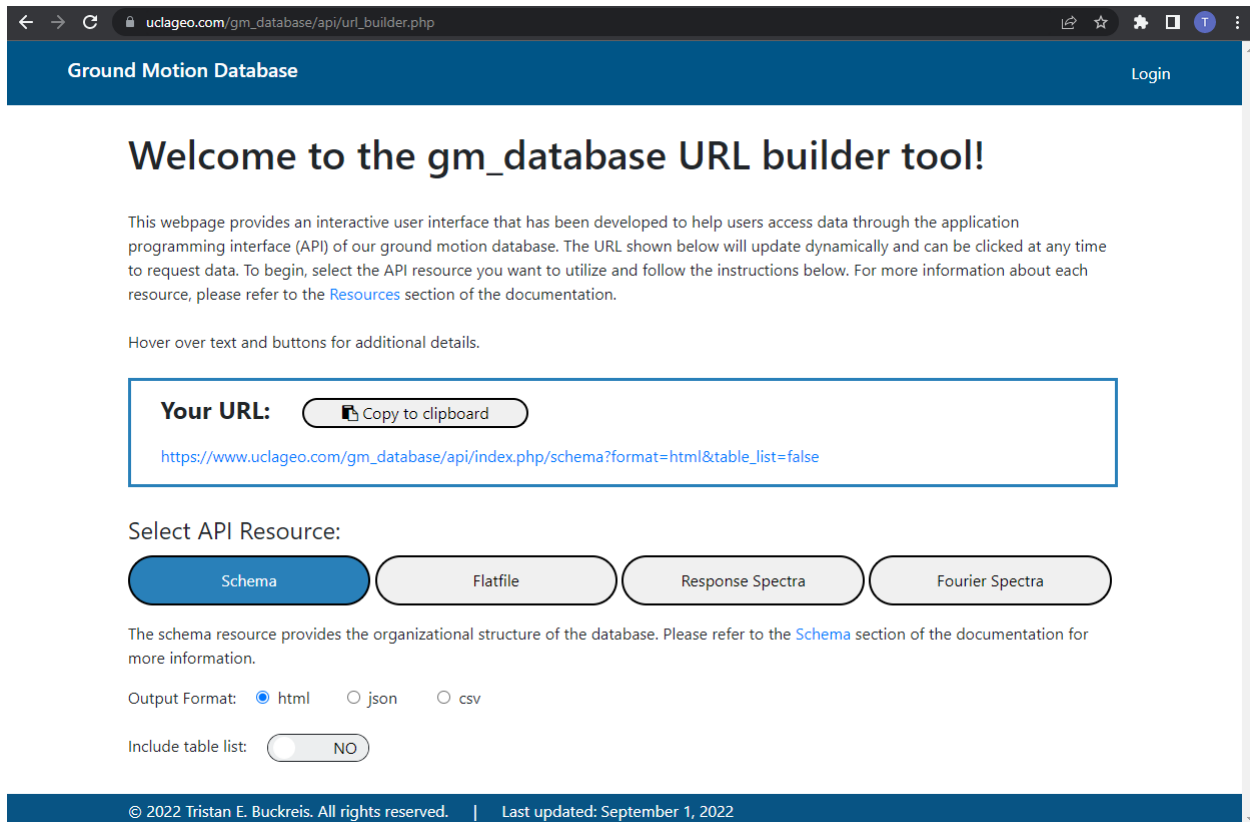 uclageo.com/gm_database/api/url_builder.php
T
Ground Motion Database
Login
Welcome to the gm_database URL builder tool!
This webpage provides an interactive user interface that has been developed to help users access data through the application
programming interface (API) of our ground motion database. The URL shown below will update dynamically and can be clicked at any time
to request data. To begin, select the API resource you want to utilize and follow the instructions below. For more information about each
resource, please refer to the Resources section of the documentation.
Hover over text and buttons for additional details.
Your URL: Copy to clipboard
https://www.uclageo.com/gm_database/api/index.php/schema?format=html&table_list=false
Select API Resource:
Schema Flatfile Response Spectra Fourier Spectra
The schema resource provides the organizational structure of the database. Please refer to the Schema section of the documentation for
more information.
Output Format: html json csv
Include table list: NO
© 2022 Tristan E. Buckreis. All rights reserved. | Last updated: September 1, 2022